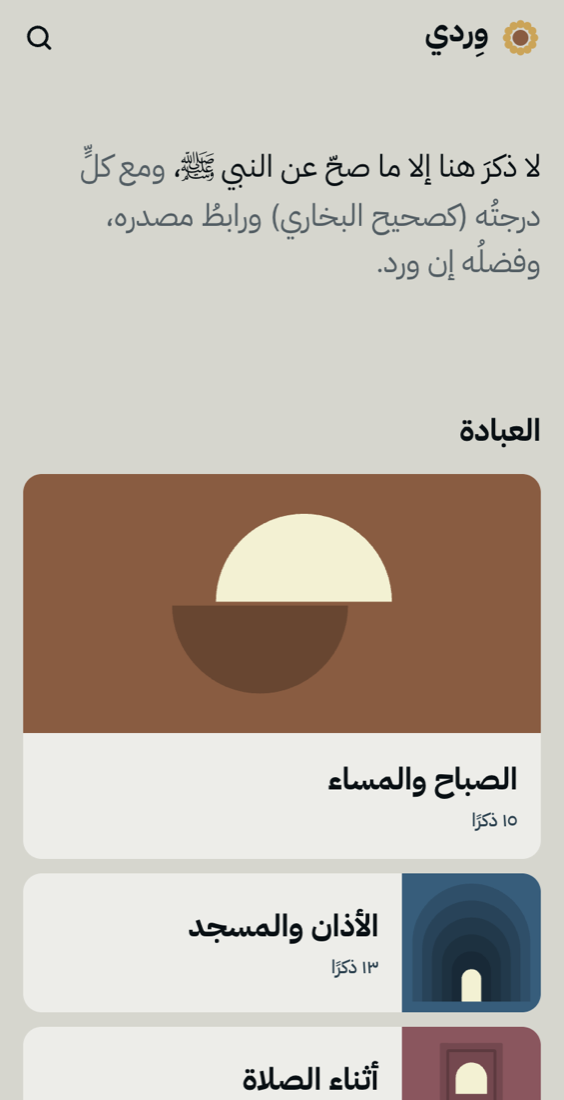 وِردي
لا ذكرَ هنا إلا ما صحّ عن النبي ﷺ، ومع كلٍّ
درجتُه (كصحيح البخاري) ورابطُ مصدره،
وفضلُه إن ورد.
العبادة
الصباح والمساء
١٥ ذكرًا
الأذان والمسجد
١٣ ذكرًا
أثناء الصلاة